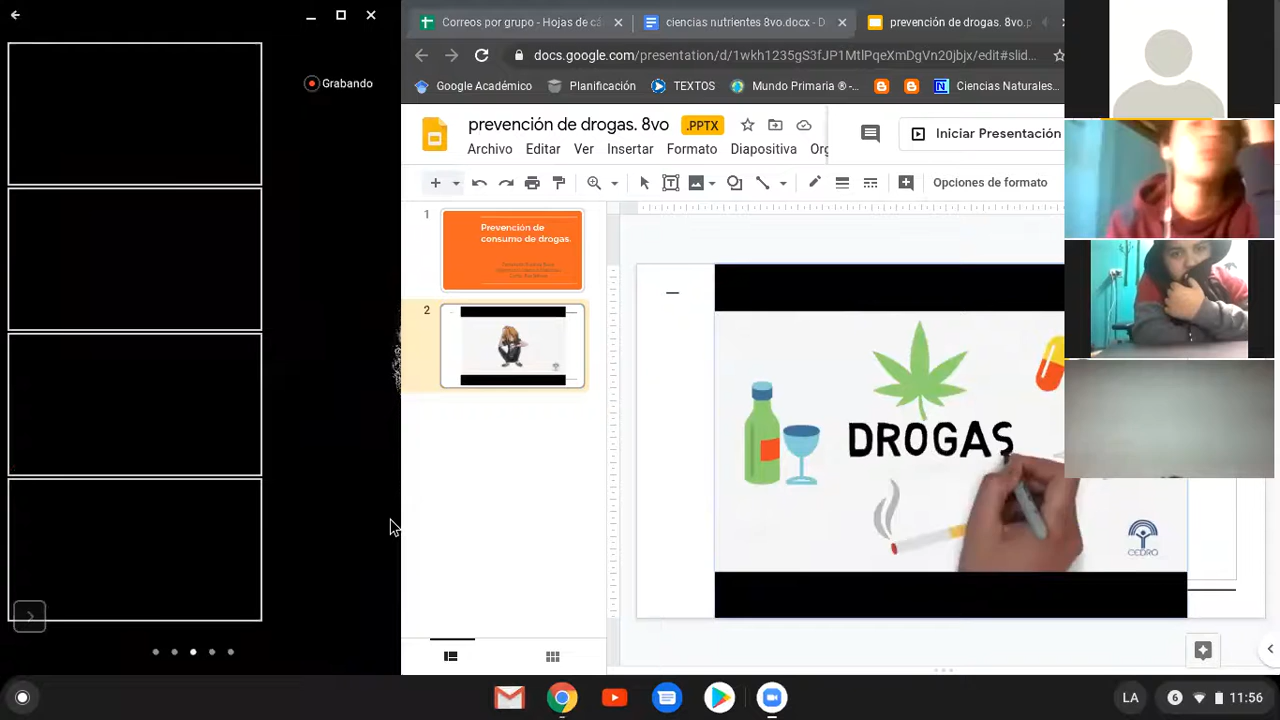 Grabando
Correos por grupo - Hojas de cá
ciencias nutrientes 8vo.docx - D
prevención de drogas. 8vo.p
docs.google.com/presentation/d/1wkh1235gS3fJP1MtlPqeXmDgVn20jbjx/edit#slid
Google Académico
Planificación
TEXTOS
Mundo Primaria ® -...
Ciencias Naturales...
prevención de drogas. 8vo
.PPTX
Iniciar Presentación
Archivo
Editar
Ver
Insertar
Formato
Diapositiva
Org
Opciones de formato
1
Prevención de
consumo de drogas.
2
DROGAS
CEDRO
LA
6
11:56